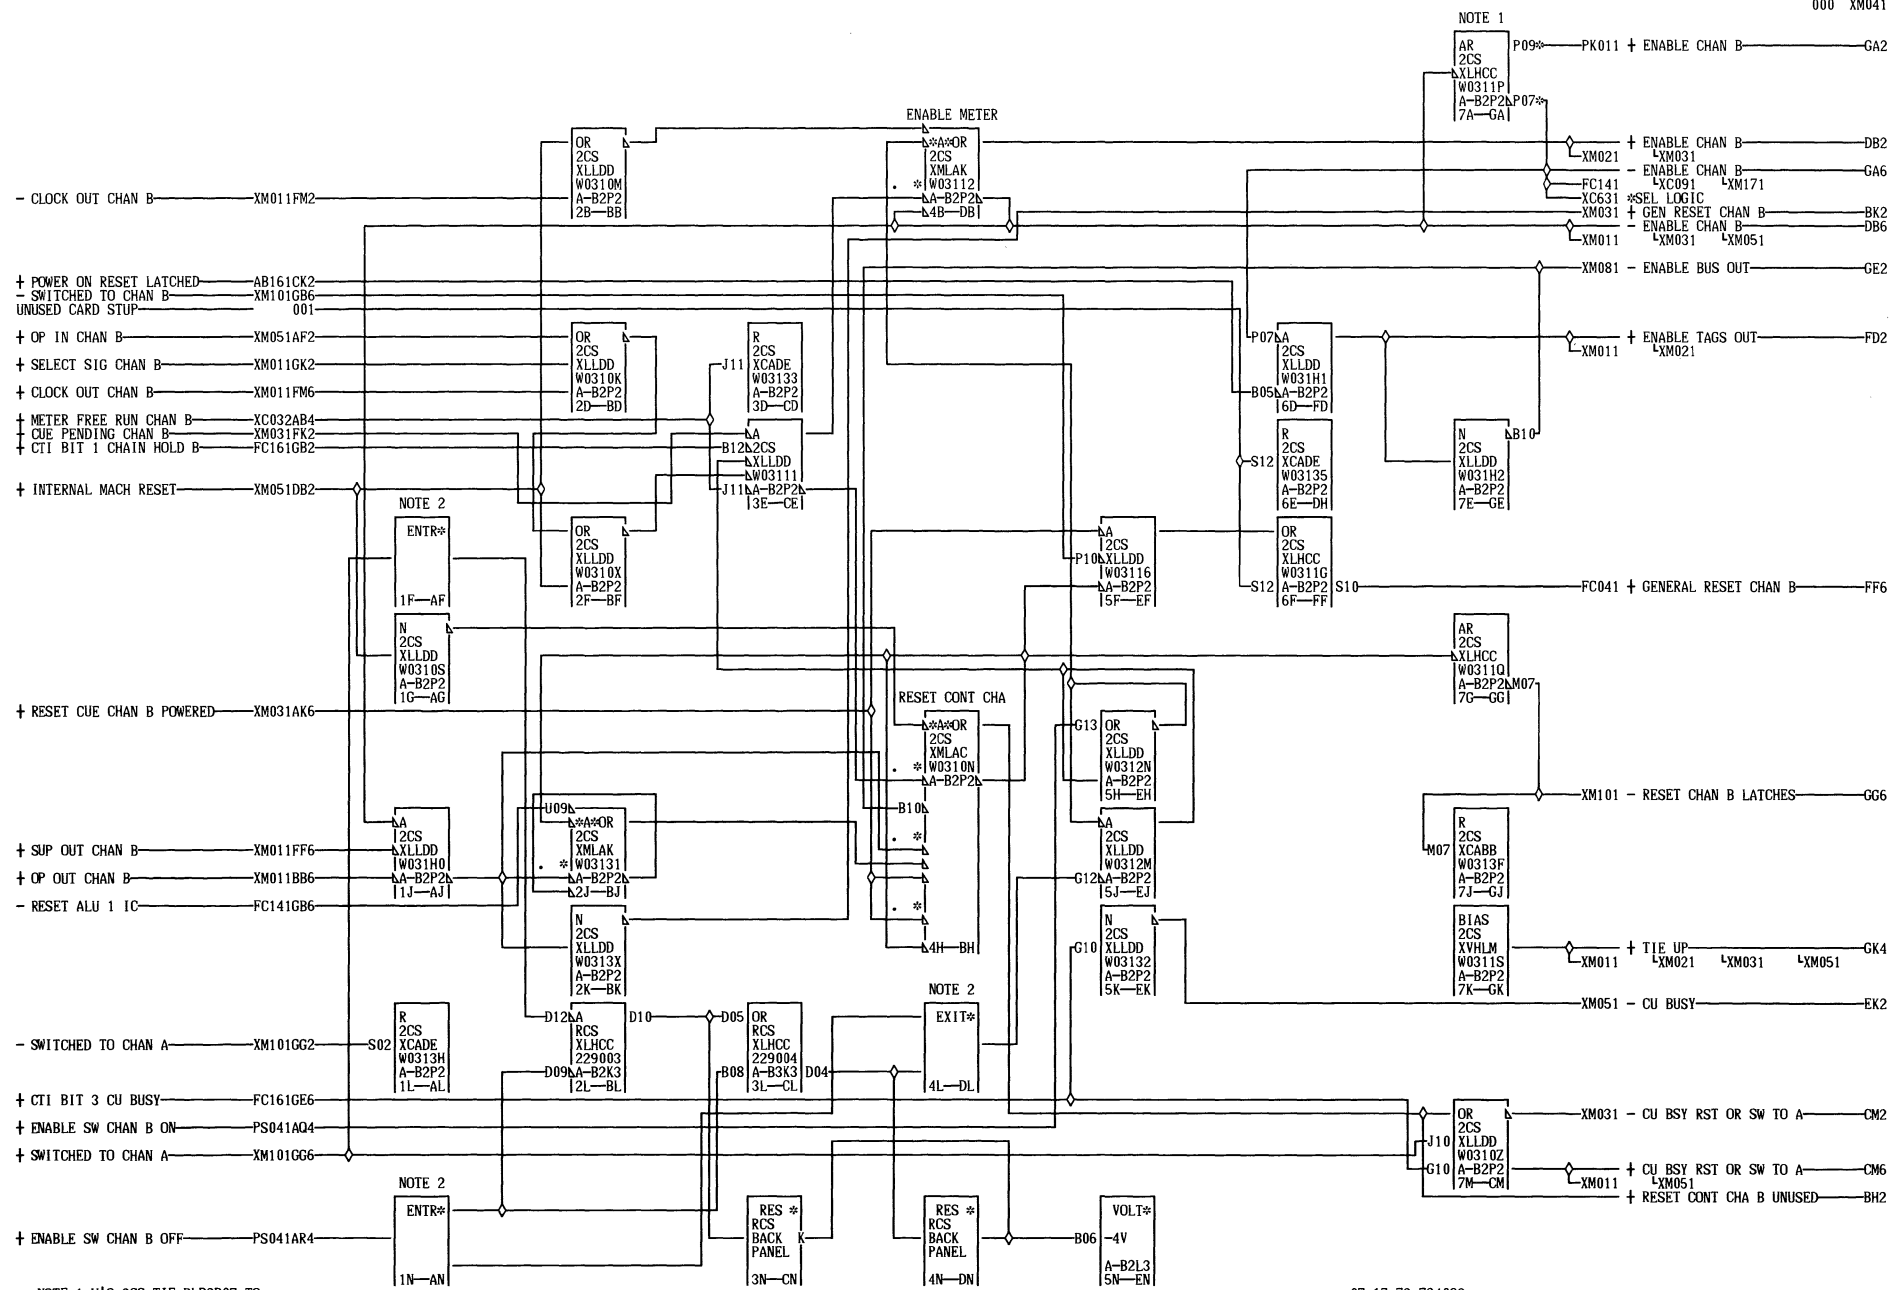 000 XM041
NOTE 1
AR
2CS
XLHCC
W0311P
A-B2P2
7A—GA
P09*
PK011 + ENABLE CHAN B
GA2
P07*
ENABLE METER
OR
2CS
XLLDD
W0310M
A-B2P2
2B—BB
*A*OR
2CS
XMLAK
. * W03112
A-B2P2
4B—DB
+ ENABLE CHAN B
DB2
XM021 XM031
- ENABLE CHAN B
GA6
FC141 XC091 XM171
XC631 *SEL LOGIC
XM031 + GEN RESET CHAN B
BK2
- ENABLE CHAN B
DB6
XM011 XM031 XM051
- CLOCK OUT CHAN B
XM011FM2
XM081 - ENABLE BUS OUT
GE2
+ POWER ON RESET LATCHED
AB161CK2
- SWITCHED TO CHAN B
XM101GB6
UNUSED CARD STUP
001
+ OP IN CHAN B
XM051AF2
+ SELECT SIG CHAN B
XM011GK2
+ CLOCK OUT CHAN B
XM011FM6
+ METER FREE RUN CHAN B
XC032AB4
+ CUE PENDING CHAN B
XM031FK2
+ CTI BIT 1 CHAIN HOLD B
FC161GB2
+ INTERNAL MACH RESET
XM051DB2
OR
2CS
XLLDD
W0310K
A-B2P2
2D—BD
R
2CS
J11 XCADE
W03133
A-B2P2
3D—CD
P07 A
2CS
XLLDD
W031H1
B05 A-B2P2
6D—FD
+ ENABLE TAGS OUT
FD2
XM011 XM021
A
B12 2CS
XLLDD
W03111
J11 A-B2P2
3E—CE
R
2CS
S12 XCADE
W03135
A-B2P2
6E—DH
N B10
2CS
XLLDD
W031H2
A-B2P2
7E—GE
NOTE 2
ENTR*
1F—AF
OR
2CS
XLLDD
W0310X
A-B2P2
2F—BF
A
2CS
P10 XLLDD
W03116
A-B2P2
5F—EF
OR
2CS
XLHCC
W0311G
S12 A-B2P2 S10
6F—FF
FC041 + GENERAL RESET CHAN B
FF6
N
2CS
XLLDD
W0310S
A-B2P2
1G—AG
AR
2CS
XLHCC
W0311Q
A-B2P2 M07
7G—GG
+ RESET CUE CHAN B POWERED
XM031AK6
RESET CONT CHA
*A*OR
2CS
XMLAC
. * W0310N
A-B2P2
B10
. *
. *
4H—BH
G13 OR
2CS
XLLDD
W0312N
A-B2P2
5H—EH
XM101 - RESET CHAN B LATCHES
GG6
+ SUP OUT CHAN B
XM011FF6
+ OP OUT CHAN B
XM011BB6
- RESET ALU 1 IC
FC141GB6
A
2CS
XLLDD
W031H0
A-B2P2
1J—AJ
U09
*A*OR
2CS
XMLAK
. * W03131
A-B2P2
2J—BJ
A
2CS
XLLDD
W0312M
G12 A-B2P2
5J—EJ
R
2CS
M07 XCABB
W0313F
A-B2P2
7J—GJ
N
2CS
XLLDD
W0313X
A-B2P2
2K—BK
N
2CS
G10 XLLDD
W03132
A-B2P2
5K—EK
BIAS
2CS
XVHLM
W0311S
A-B2P2
7K—GK
+ TIE UP
GK4
XM011 XM021 XM031 XM051
XM051 - CU BUSY
EK2
- SWITCHED TO CHAN A
XM101GG2
R
2CS
S02 XCADE
W0313H
A-B2P2
1L—AL
D12 A D10
RCS
XLHCC
229003
D09 A-B2K3
2L—BL
D05 OR
RCS
XLHCC
229004
B08 A-B3K3 D04
3L—CL
NOTE 2
EXIT*
4L—DL
+ CTI BIT 3 CU BUSY
FC161GE6
+ ENABLE SW CHAN B ON
PS041AQ4
+ SWITCHED TO CHAN A
XM101GG6
OR
2CS
J10 XLLDD
W0310Z
G10 A-B2P2
7M—CM
XM031 - CU BSY RST OR SW TO A
CM2
+ CU BSY RST OR SW TO A
CM6
XM011 XM051
+ RESET CONT CHA B UNUSED
BH2
NOTE 2
ENTR*
1N—AN
+ ENABLE SW CHAN B OFF
PS041AR4
RES *
RCS
BACK K
PANEL
3N—CN
RES *
RCS
BACK
PANEL
4N—DN
VOLT*
B06 -4V
A-B2L3
5N—EN